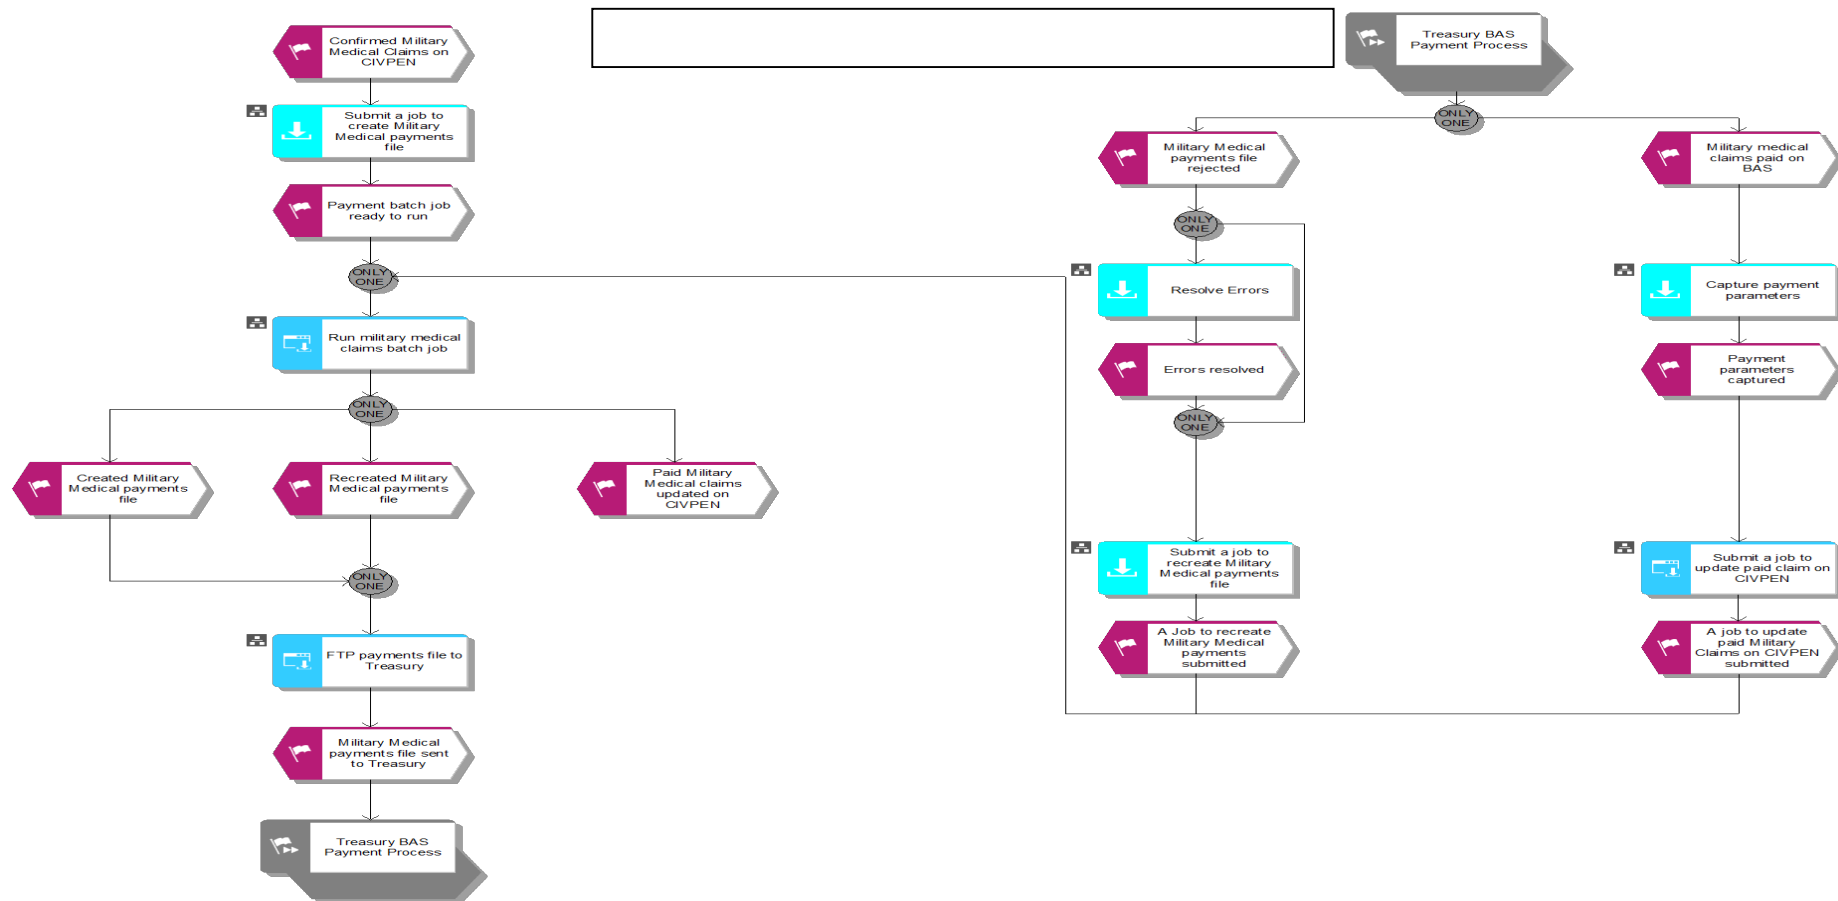 Confirmed Military
Medical Claims on
CIVPEN
Submit a job to
create Military
Medical payments
file
Payment batch job
ready to run
ONLY
ONE
Run military medical
claims batch job
ONLY
ONE
Created Military
Medical payments
file
Recreated Military
Medical payments
file
Paid Military
Medical claims
updated on
CIVPEN
ONLY
ONE
FTP payments file to
Treasury
Military Medical
payments file sent
to Treasury
Treasury BAS
Payment Process
Treasury BAS
Payment Process
ONLY
ONE
Military Medical
payments file
rejected
ONLY
ONE
Resolve Errors
Errors resolved
ONLY
ONE
Submit a job to
recreate Military
Medical payments
file
A Job to recreate
Military Medical
payments
submitted
Military medical
claims paid on
BAS
Capture payment
parameters
Payment
parameters
captured
Submit a job to
update paid claim on
CIVPEN
A job to update
paid Military
Claims on CIVPEN
submitted